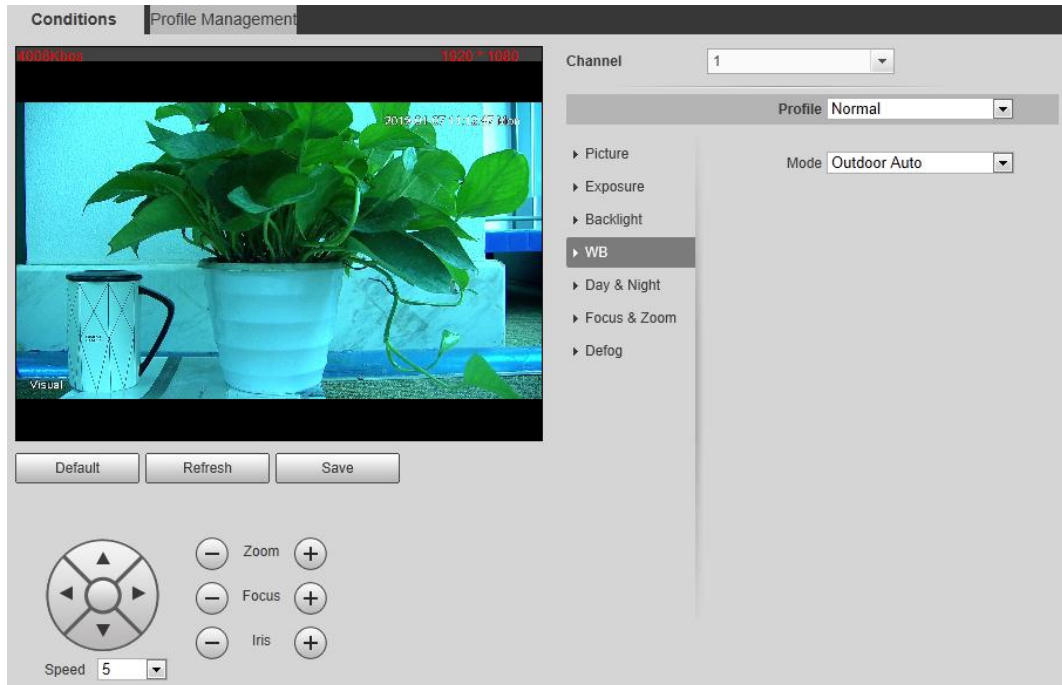 Conditions
Profile Management
4008Kbps
1920 * 1080
Visual
Default
Refresh
Save
Zoom
Focus
Iris
Speed 5
Channel 1
Profile Normal
Picture
Exposure
Backlight
WB
Day & Night
Focus & Zoom
Defog
Mode Outdoor Auto